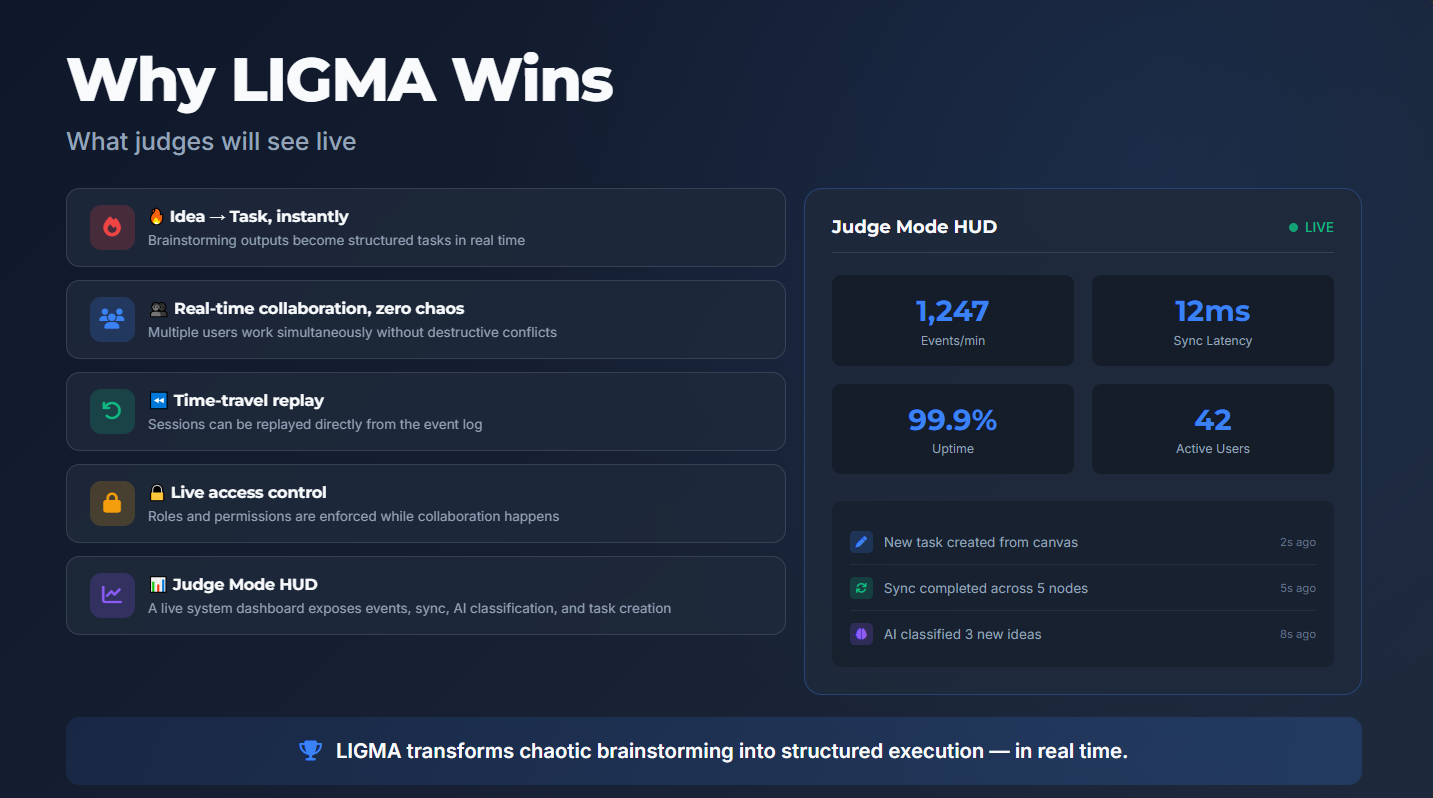 Why LIGMA Wins
What judges will see live
🔥 Idea → Task, instantly
Brainstorming outputs become structured tasks in real time
👥 Real-time collaboration, zero chaos
Multiple users work simultaneously without destructive conflicts
⏪ Time-travel replay
Sessions can be replayed directly from the event log
🔒 Live access control
Roles and permissions are enforced while collaboration happens
📊 Judge Mode HUD
A live system dashboard exposes events, sync, AI classification, and task creation
Judge Mode HUD
LIVE
1,247
Events/min
12ms
Sync Latency
99.9%
Uptime
42
Active Users
New task created from canvas
2s ago
Sync completed across 5 nodes
5s ago
AI classified 3 new ideas
8s ago
LIGMA transforms chaotic brainstorming into structured execution — in real time.